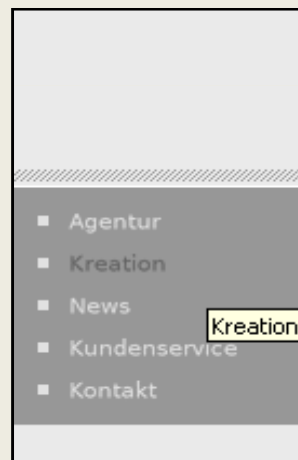 Agentur
Kreation
News
Kreation
Kundenservice
Kontakt